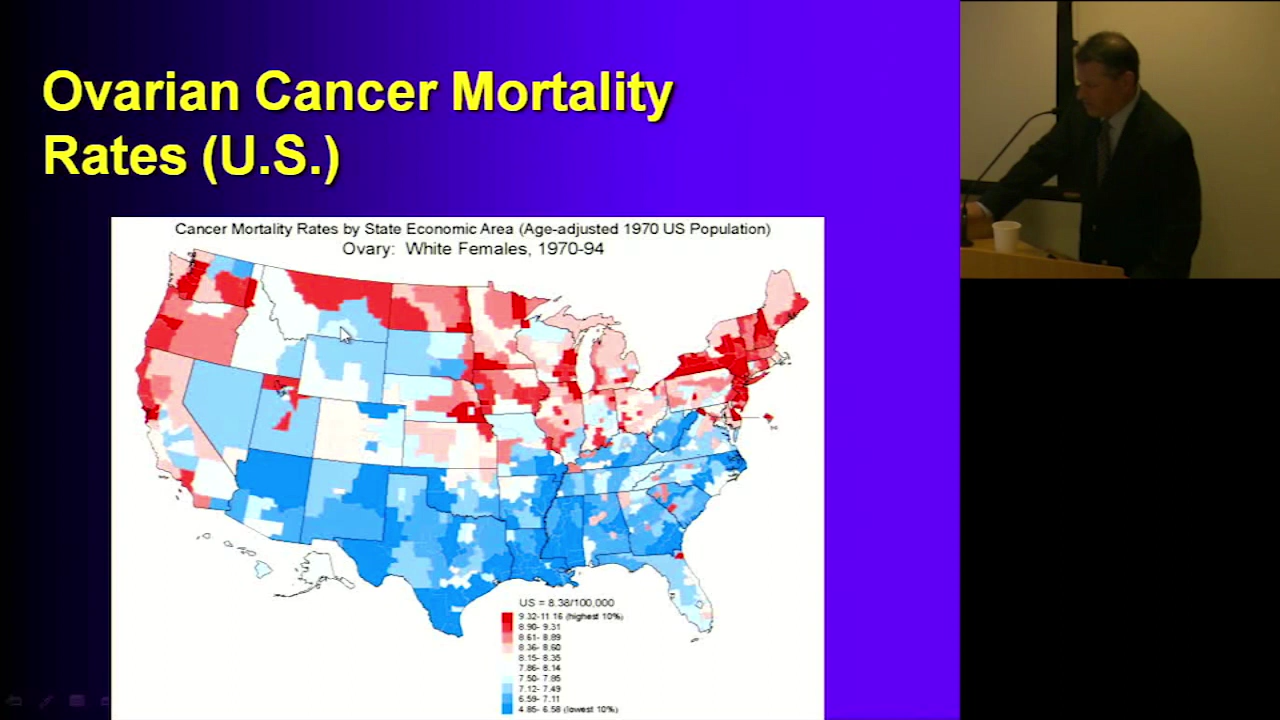 Ovarian Cancer Mortality
Rates (U.S.)
Cancer Mortality Rates by State Economic Area (Age-adjusted 1970 US Population)
Ovary: White Females, 1970-94
US = 8.38/100,000
9.32-11.16 (highest 10%)
8.90- 9.31
8.61- 8.89
8.36- 8.60
8.15- 8.35
7.86- 8.14
7.50- 7.85
7.12- 7.49
6.59- 7.11
4.85- 6.58 (lowest 10%)